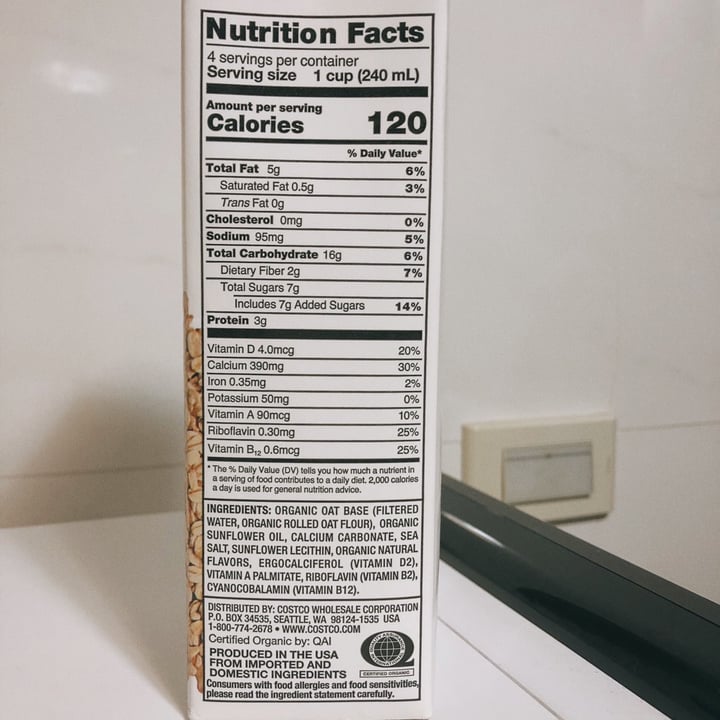 Nutrition Facts
4 servings per container
Serving size 1 cup (240 mL)
Amount per serving
Calories 120
% Daily Value*
Total Fat 5g 6%
Saturated Fat 0.5g 3%
Trans Fat 0g
Cholesterol 0mg 0%
Sodium 95mg 5%
Total Carbohydrate 16g 6%
Dietary Fiber 2g 7%
Total Sugars 7g
Includes 7g Added Sugars 14%
Protein 3g
Vitamin D 4.0mcg 20%
Calcium 390mg 30%
Iron 0.35mg 2%
Potassium 50mg 0%
Vitamin A 90mcg 10%
Riboflavin 0.30mg 25%
Vitamin B12 0.6mcg 25%
* The % Daily Value (DV) tells you how much a nutrient in
a serving of food contributes to a daily diet. 2,000 calories
a day is used for general nutrition advice.
INGREDIENTS: ORGANIC OAT BASE (FILTERED
WATER, ORGANIC ROLLED OAT FLOUR), ORGANIC
SUNFLOWER OIL, CALCIUM CARBONATE, SEA
SALT, SUNFLOWER LECITHIN, ORGANIC NATURAL
FLAVORS, ERGOCALCIFEROL (VITAMIN D2),
VITAMIN A PALMITATE, RIBOFLAVIN (VITAMIN B2),
CYANOCOBALAMIN (VITAMIN B12).
DISTRIBUTED BY: COSTCO WHOLESALE CORPORATION
P.O. BOX 34535, SEATTLE, WA 98124-1535 USA
1-800-774-2678 • WWW.COSTCO.COM
Certified Organic by: QAI
PRODUCED IN THE USA
FROM IMPORTED AND
DOMESTIC INGREDIENTS
CERTIFIED ORGANIC
Consumers with food allergies and food sensitivities,
please read the ingredient statement carefully.